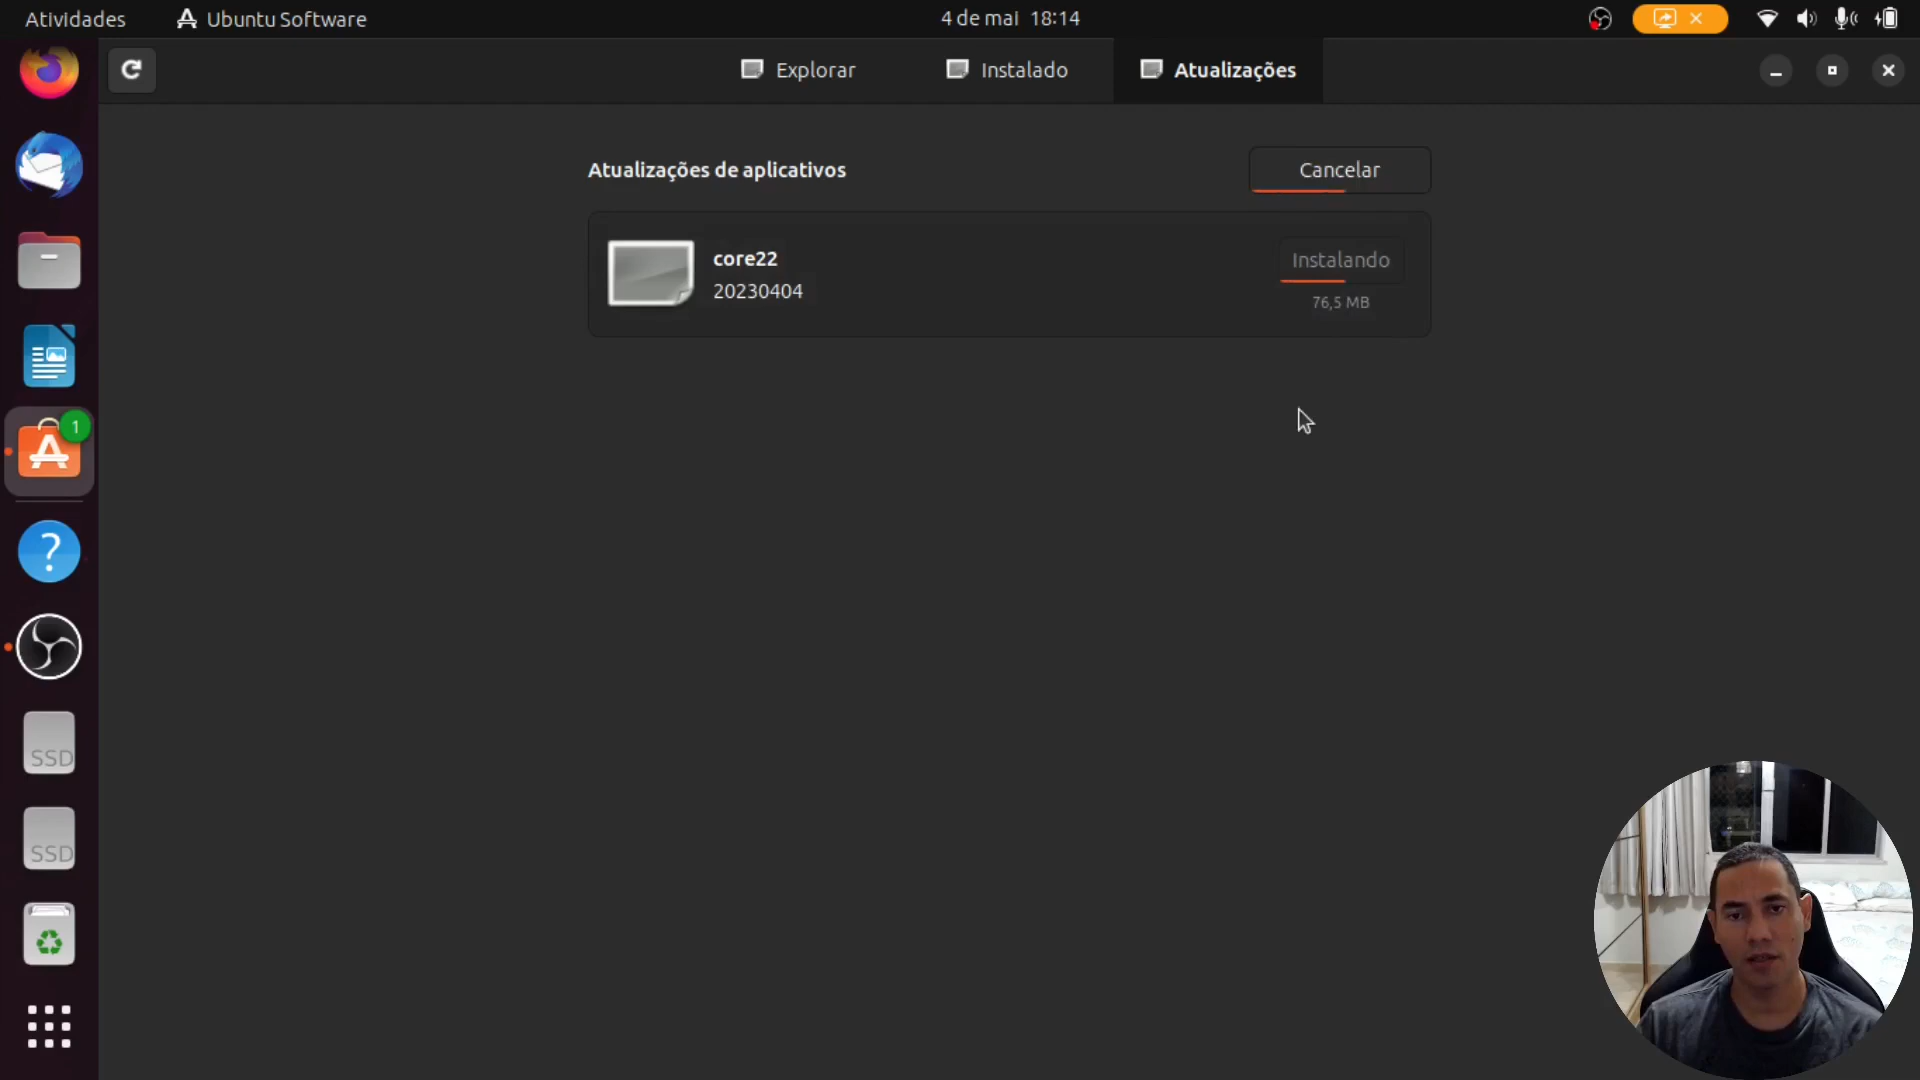 Atividades
Ubuntu Software
4 de mai 18:14
Explorar
Instalado
Atualizações
Atualizações de aplicativos
Cancelar
core22
20230404
Instalando
76,5 MB
1
?
SSD
SSD